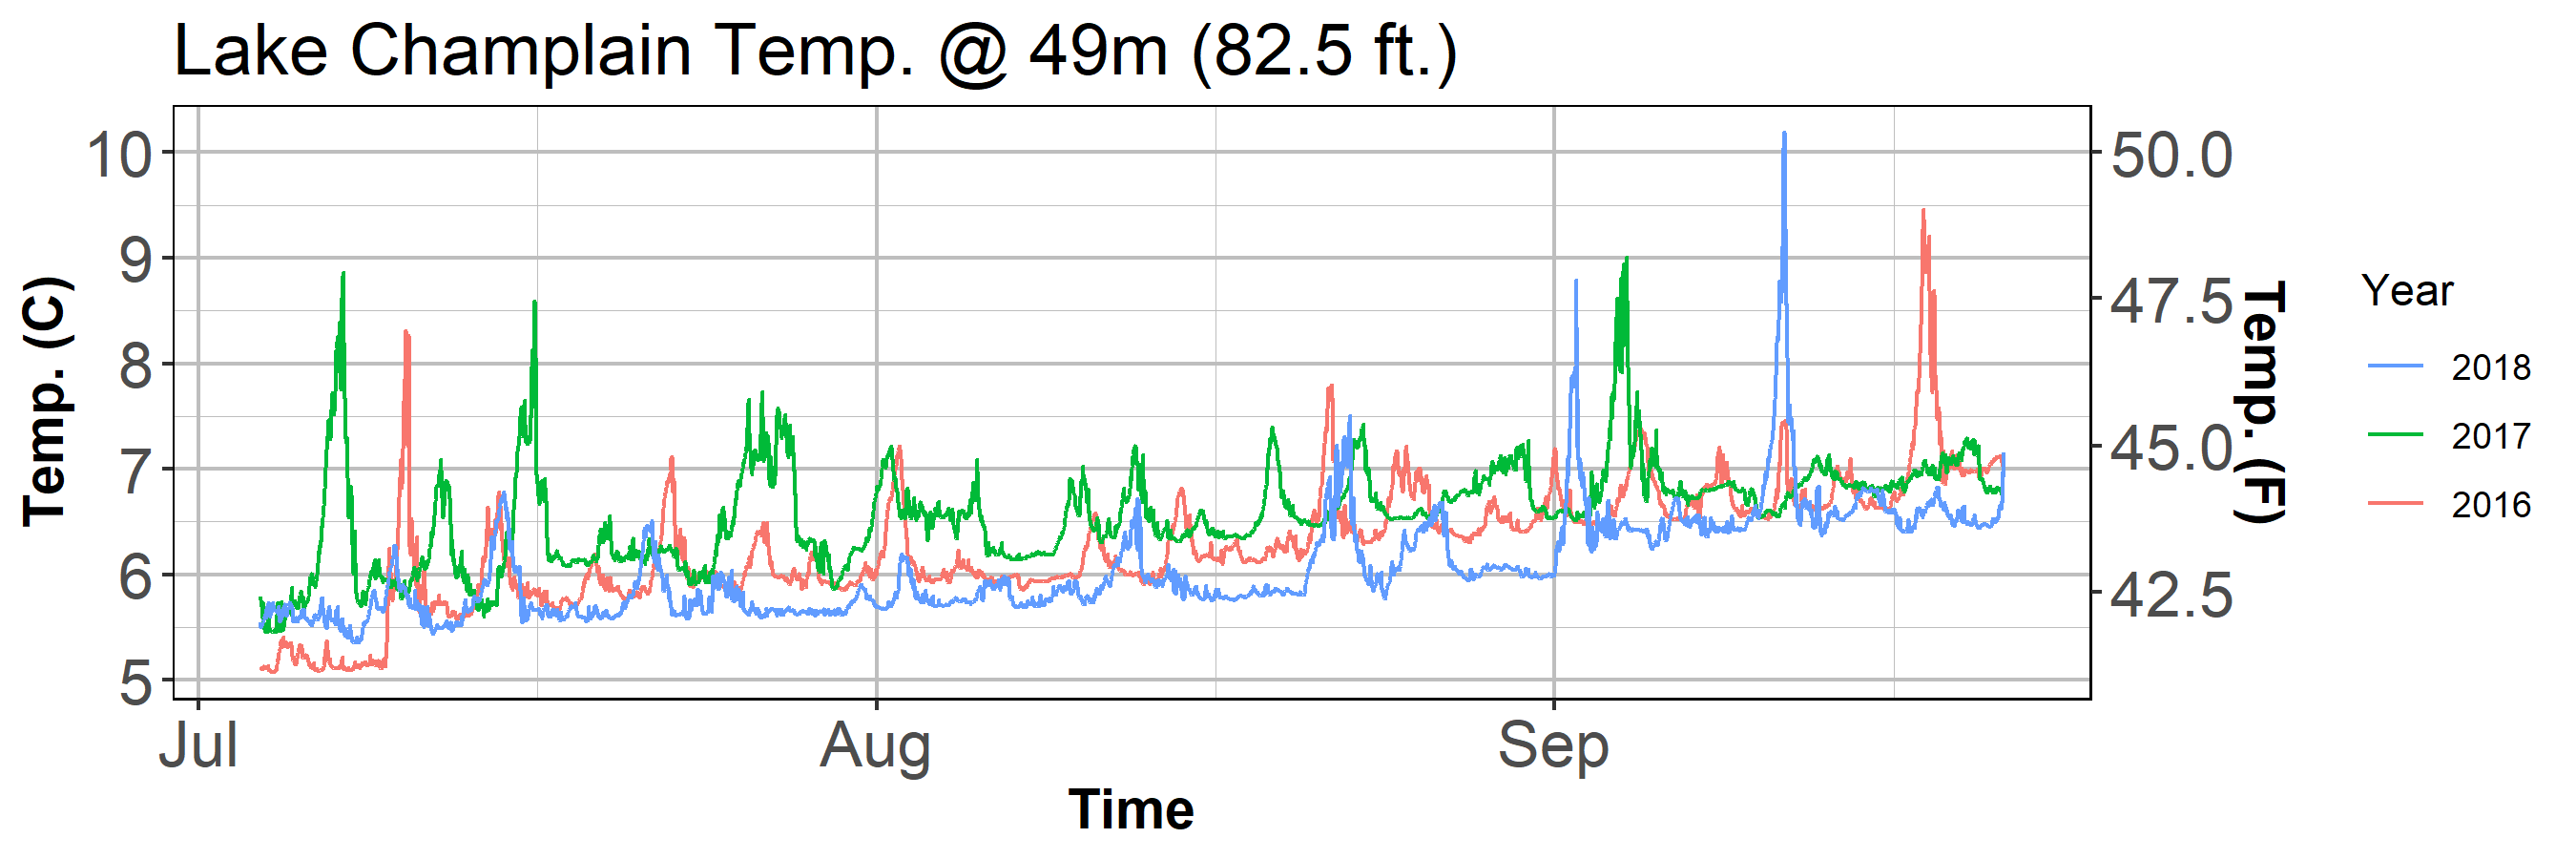 Lake Champlain Temp. @ 49m (82.5 ft.)
Temp. (C)
10
9
8
7
6
5
50.0
47.5
45.0
42.5
Temp. (F)
Jul
Aug
Sep
Time
Year
2018
2017
2016